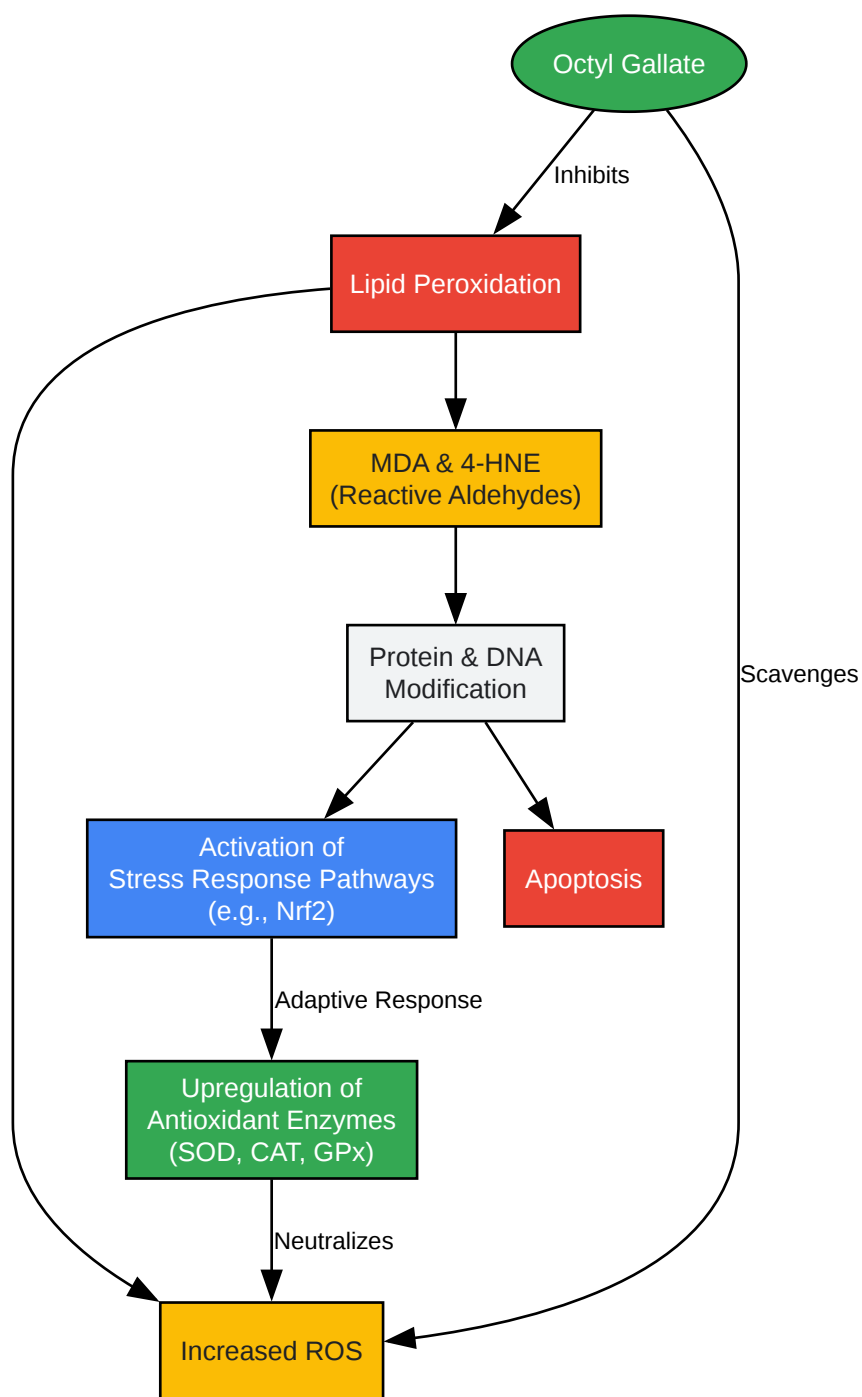 Octyl Gallate
Inhibits
Lipid Peroxidation
MDA & 4-HNE
(Reactive Aldehydes)
Protein & DNA
Modification
Scavenges
Activation of
Stress Response Pathways
(e.g., Nrf2)
Apoptosis
Adaptive Response
Upregulation of
Antioxidant Enzymes
(SOD, CAT, GPx)
Neutralizes
Increased ROS